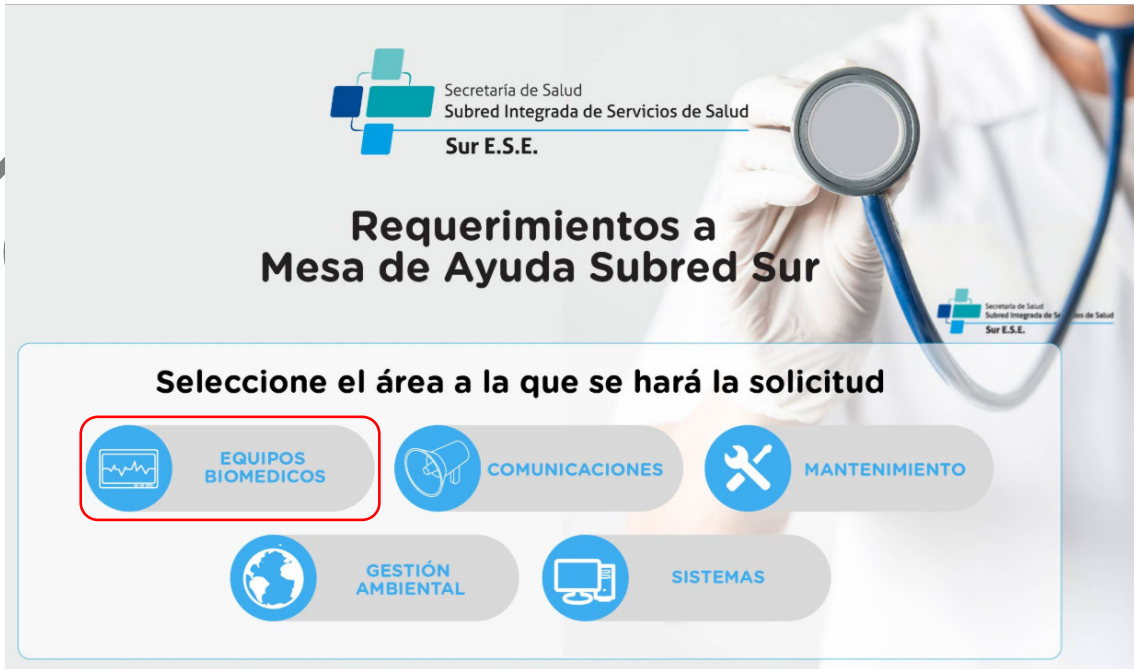 Secretaría de Salud
Subred Integrada de Servicios de Salud
Sur E.S.E.
Requerimientos a
Mesa de Ayuda Subred Sur
Secretaría de Salud
Subred Integrada de Servicios de Salud
Sur E.S.E.
Seleccione el área a la que se hará la solicitud
EQUIPOS
BIOMEDICOS
COMUNICACIONES
MANTENIMIENTO
GESTIÓN
AMBIENTAL
SISTEMAS